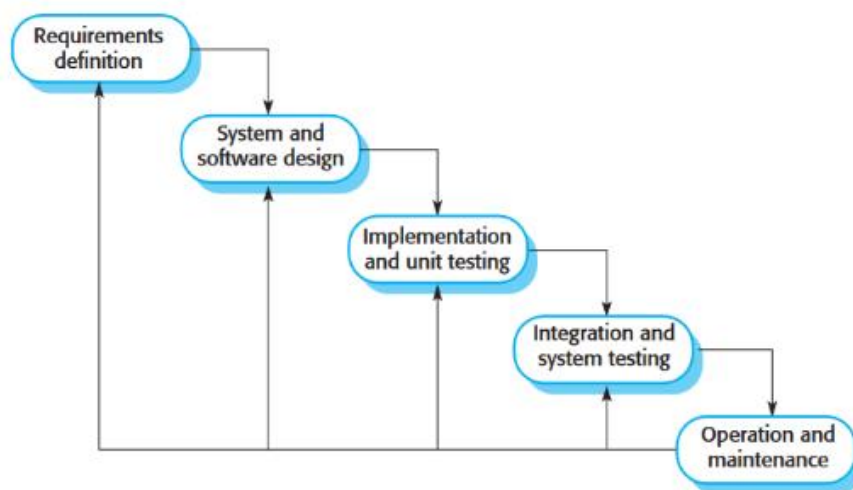 Requirements
definition
System and
software design
Implementation
and unit testing
Integration and
system testing
Operation and
maintenance